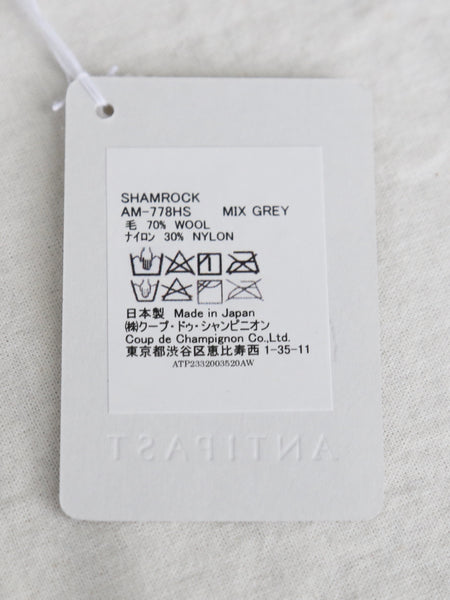 SHAMROCK
AM-778HS MIX GREY
毛 70% WOOL
ナイロン 30% NYLON
日本製 Made in Japan
㈱クープ・ドゥ・シャンピニオン
Coup de Champignon Co.,Ltd.
東京都渋谷区恵比寿西 1-35-11
ATP2332003520AW
ANTIPAST